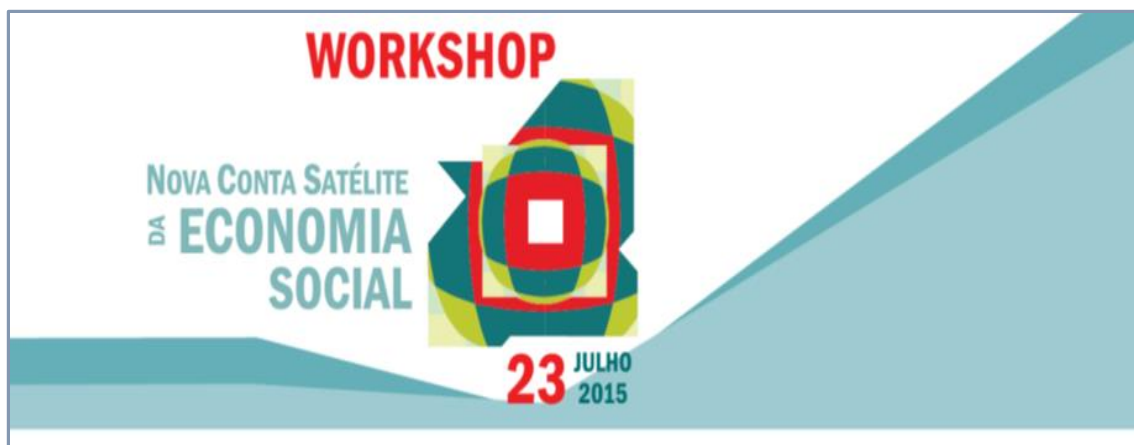 WORKSHOP
NOVA CONTA SATÉLITE
DA ECONOMIA
SOCIAL
23 JULHO
2015